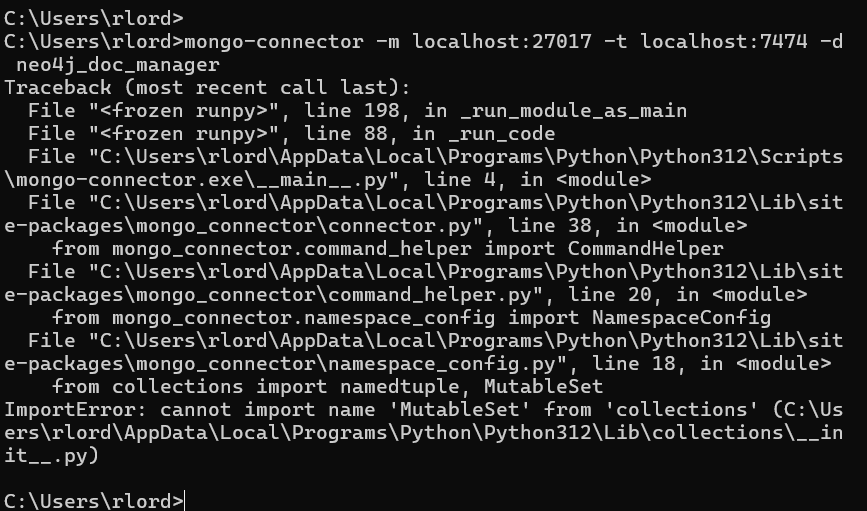 C:\Users\rlord>
C:\Users\rlord>mongo-connector -m localhost:27017 -t localhost:7474 -d
 neo4j_doc_manager
Traceback (most recent call last):
  File "<frozen runpy>", line 198, in _run_module_as_main
  File "<frozen runpy>", line 88, in _run_code
  File "C:\Users\rlord\AppData\Local\Programs\Python\Python312\Scripts
\mongo-connector.exe\__main__.py", line 4, in <module>
  File "C:\Users\rlord\AppData\Local\Programs\Python\Python312\Lib\sit
e-packages\mongo_connector\connector.py", line 38, in <module>
    from mongo_connector.command_helper import CommandHelper
  File "C:\Users\rlord\AppData\Local\Programs\Python\Python312\Lib\sit
e-packages\mongo_connector\command_helper.py", line 20, in <module>
    from mongo_connector.namespace_config import NamespaceConfig
  File "C:\Users\rlord\AppData\Local\Programs\Python\Python312\Lib\sit
e-packages\mongo_connector\namespace_config.py", line 18, in <module>
    from collections import namedtuple, MutableSet
ImportError: cannot import name 'MutableSet' from 'collections' (C:\Us
ers\rlord\AppData\Local\Programs\Python\Python312\Lib\collections\__in
it__.py)
C:\Users\rlord>